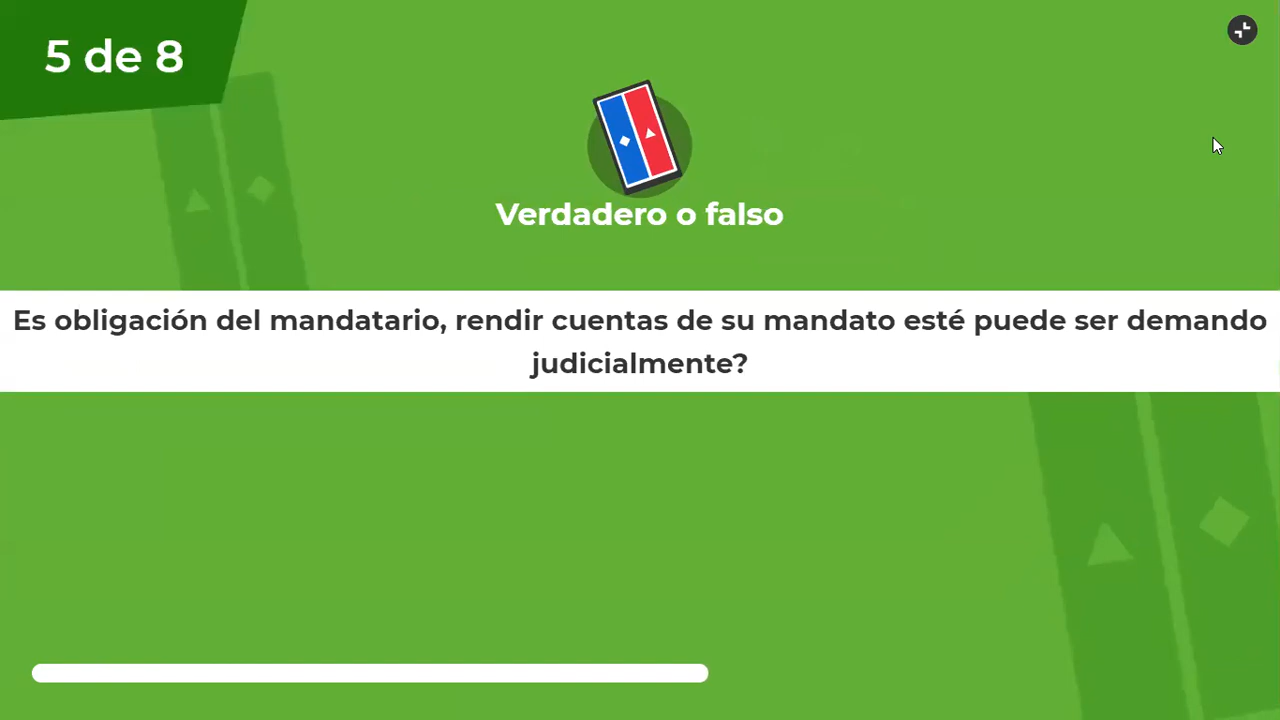 5 de 8
Verdadero o falso
Es obligación del mandatario, rendir cuentas de su mandato esté puede ser demando
judicialmente?